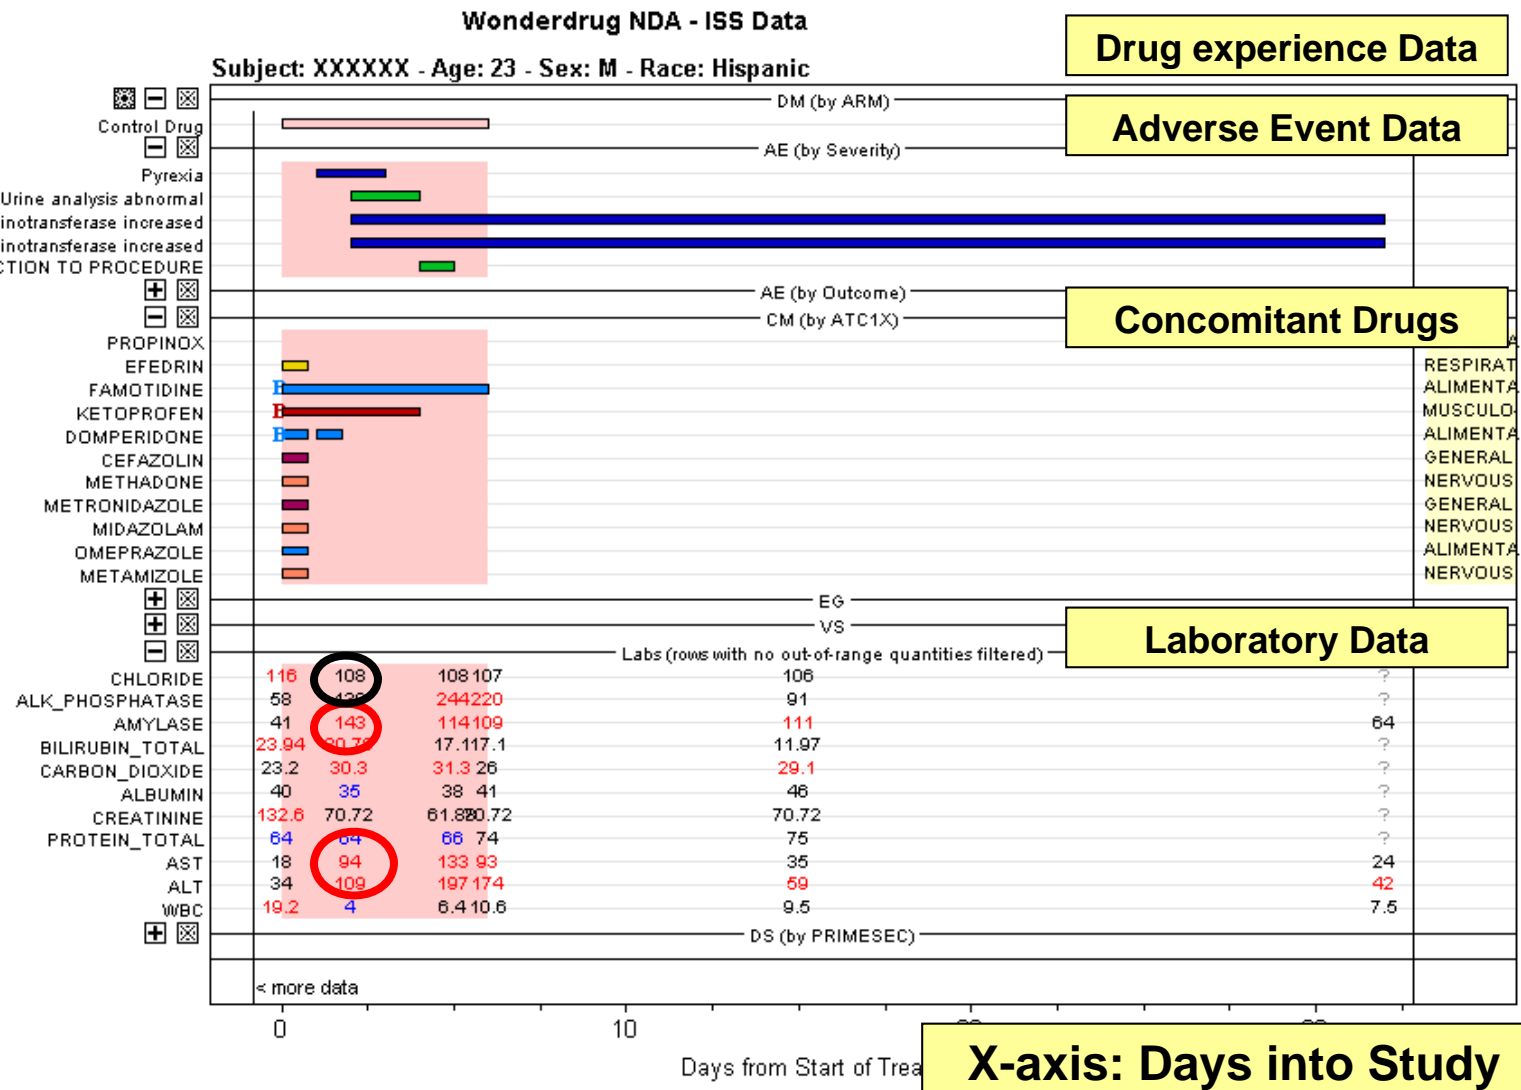 Wonderdrug NDA - ISS Data
Drug experience Data
Subject: XXXXXX - Age: 23 - Sex: M - Race: Hispanic
DM (by ARM)
Control Drug
Adverse Event Data
AE (by Severity)
Pyrexia
Urine analysis abnormal
inotransferase increased
inotransferase increased
CTION TO PROCEDURE
AE (by Outcome)
CM (by ATC1X)
Concomitant Drugs
PROPINOX
EFEDRIN RESPIRAT
FAMOTIDINE B ALIMENTA
KETOPROFEN B MUSCULO-
DOMPERIDONE B ALIMENTA
CEFAZOLIN GENERAL
METHADONE NERVOUS
METRONIDAZOLE GENERAL
MIDAZOLAM NERVOUS
OMEPRAZOLE ALIMENTA
METAMIZOLE NERVOUS
EG
VS
Laboratory Data
Labs (rows with no out-of-range quantities filtered)
CHLORIDE 116 108 108 107 106 ?
ALK_PHOSPHATASE 58 244 220 91 ?
AMYLASE 41 143 114 109 111 64
BILIRUBIN_TOTAL 23.94 17.1 17.1 11.97 ?
CARBON_DIOXIDE 23.2 30.3 31.3 26 29.1 ?
ALBUMIN 40 35 38 41 46 ?
CREATININE 132.6 70.72 61.88 70.72 70.72 ?
PROTEIN_TOTAL 64 64 66 74 75 ?
AST 18 94 133 93 35 24
ALT 34 109 197 174 59 42
WBC 19.2 4 6.4 10.6 9.5 7.5
DS (by PRIMESEC)
< more data
0 10
Days from Start of Trea
X-axis: Days into Study